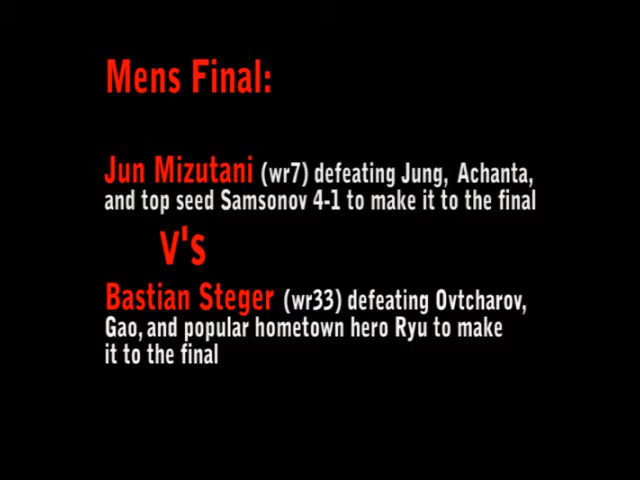 Mens Final:
Jun Mizutani (wr7) defeating Jung, Achanta,
and top seed Samsonov 4-1 to make it to the final
V's
Bastian Steger (wr33) defeating Ovtcharov,
Gao, and popular hometown hero Ryu to make
it to the final